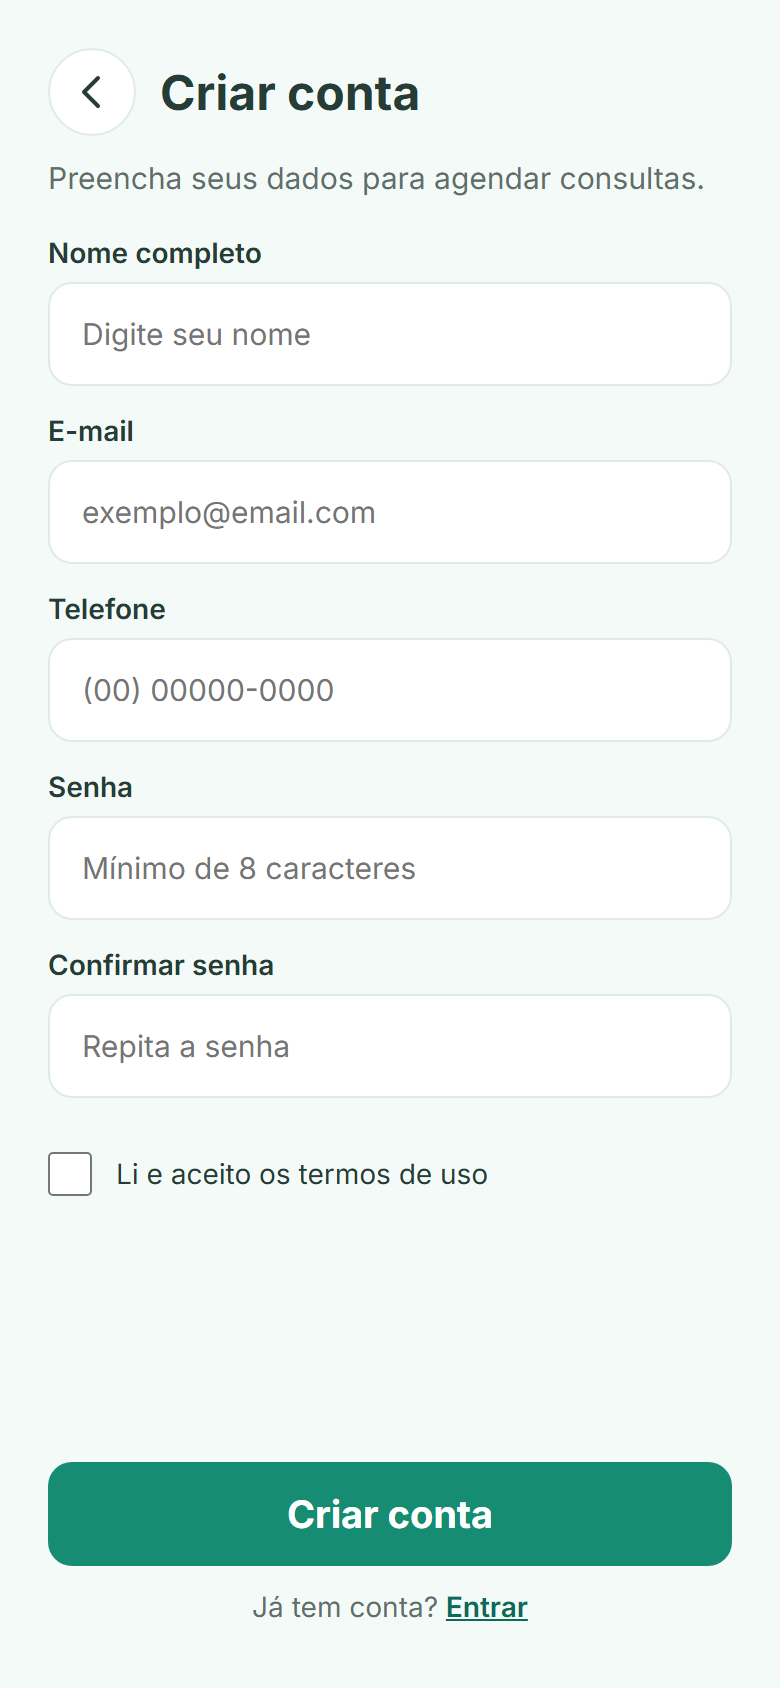 Criar conta
Preencha seus dados para agendar consultas.
Nome completo
Digite seu nome
E-mail
exemplo@email.com
Telefone
(00) 00000-0000
Senha
Mínimo de 8 caracteres
Confirmar senha
Repita a senha
Li e aceito os termos de uso
Criar conta
Já tem conta? Entrar